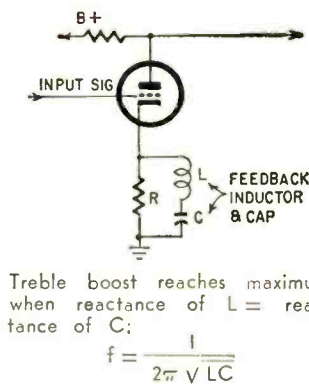 B+
INPUT SIG
L
R
C
FEEDBACK
INDUCTOR
& CAP
Treble boost reaches maximu
when reactance of L = rea
tance of C:
f = 1 / 2π √LC